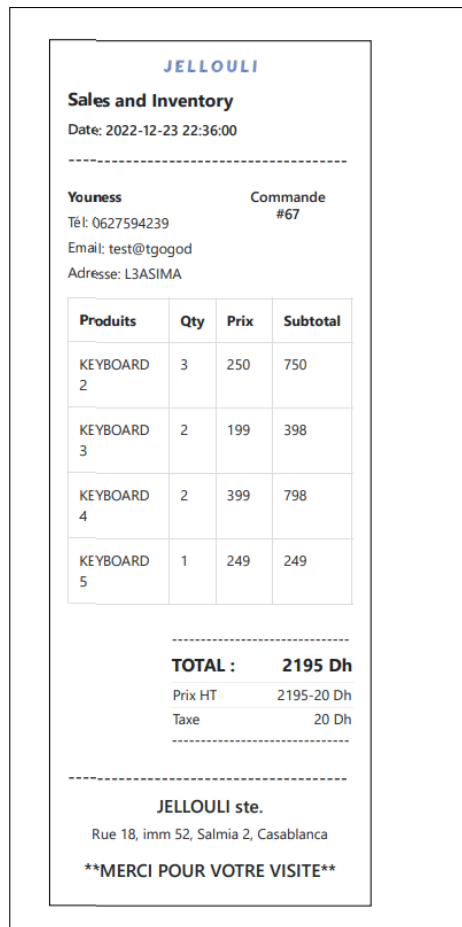 JELLOULI
Sales and Inventory
Date: 2022-12-23 22:36:00
-----------------------------------
Youness Commande
#67
Tél: 0627594239
Email: test@tgogod
Adresse: L3ASIMA
Produits Qty Prix Subtotal
KEYBOARD 3 250 750
2
KEYBOARD 2 199 398
3
KEYBOARD 2 399 798
4
KEYBOARD 1 249 249
5
------------------------------
TOTAL : 2195 Dh
Prix HT 2195-20 Dh
Taxe 20 Dh
------------------------------
-----------------------------------
JELLOULI ste.
Rue 18, imm 52, Salmia 2, Casablanca
**MERCI POUR VOTRE VISITE**